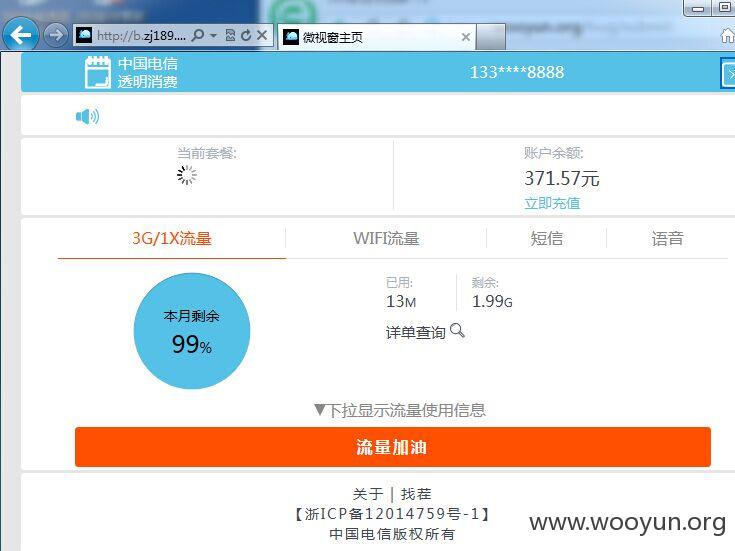 http://b.zj189....
微视窗主页
中国电信
透明消费
133****8888
当前套餐:
账户余额:
371.57元
立即充值
3G/1X流量
WIFI流量
短信
语音
本月剩余
99%
已用:
剩余:
13M
1.99G
详单查询
▼下拉显示流量使用信息
流量加油
关于 | 找茬
【浙ICP备12014759号-1】
中国电信版权所有
www.wooyun.org